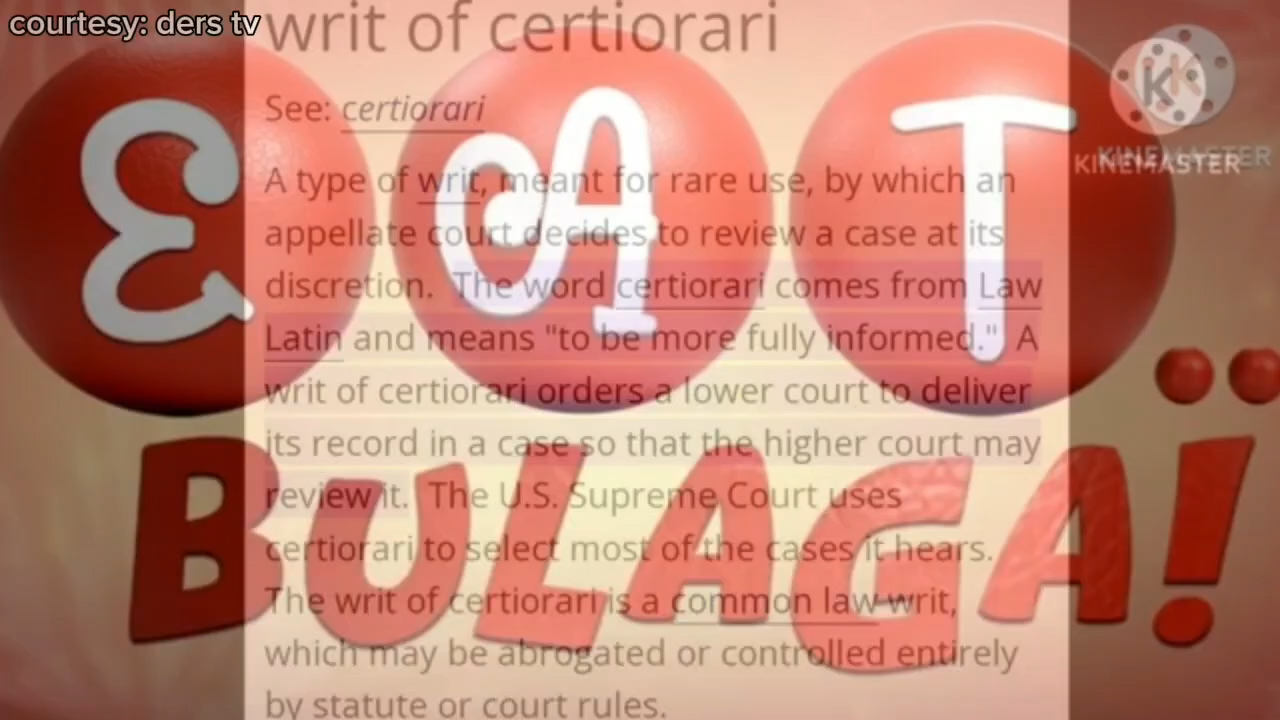 courtesy: ders tv
writ of certiorari
See: certiorari
A type of writ, meant for rare use, by which an
appellate court decides to review a case at its
discretion. The word certiorari comes from Law
Latin and means "to be more fully informed." A
writ of certiorari orders a lower court to deliver
its record in a case so that the higher court may
review it. The U.S. Supreme Court uses
certiorari to select most of the cases it hears.
The writ of certiorari is a common law writ,
which may be abrogated or controlled entirely
by statute or court rules.
EAT
BULAGA!
K
KINEMASTER
K
KINEMASTER